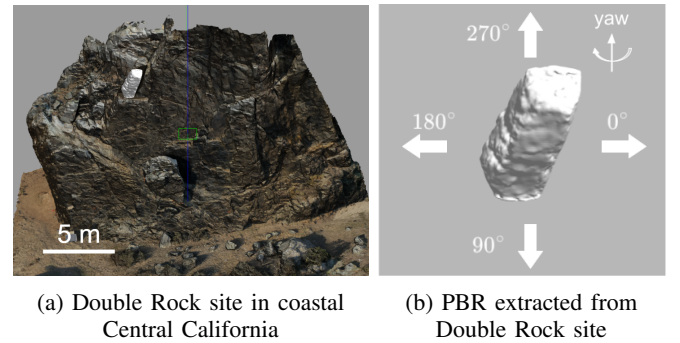 5 m
270°
yaw
180°
0°
90°
(a) Double Rock site in coastal
Central California
(b) PBR extracted from
Double Rock site